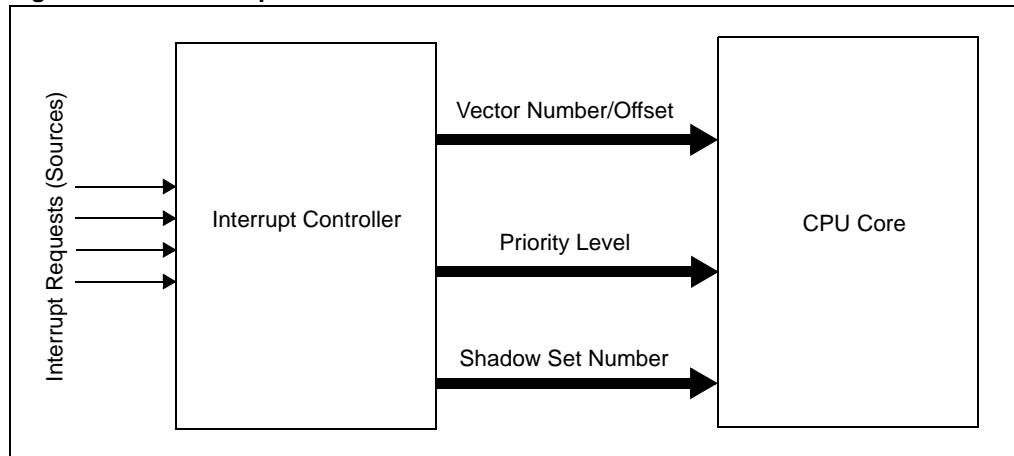 Interrupt Requests (Sources)
Interrupt Controller
Vector Number/Offset
Priority Level
Shadow Set Number
CPU Core